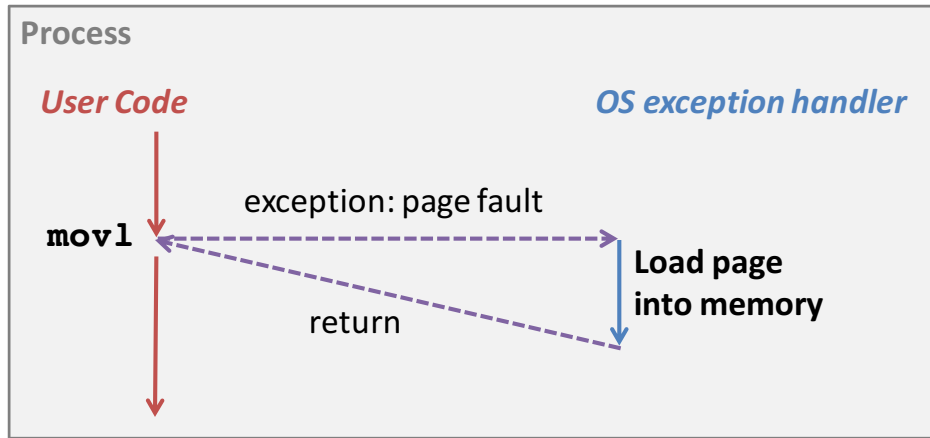 Process
User Code
OS exception handler
exception: page fault
movl
Load page
into memory
return